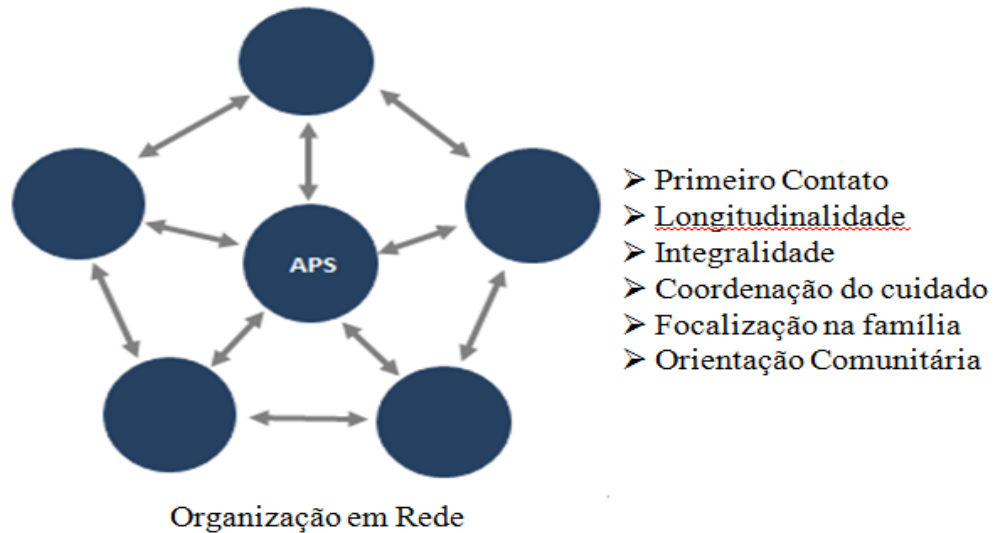 APS
➢ Primeiro Contato
➢ Longitudinalidade
➢ Integralidade
➢ Coordenação do cuidado
➢ Focalização na família
➢ Orientação Comunitária
Organização em Rede